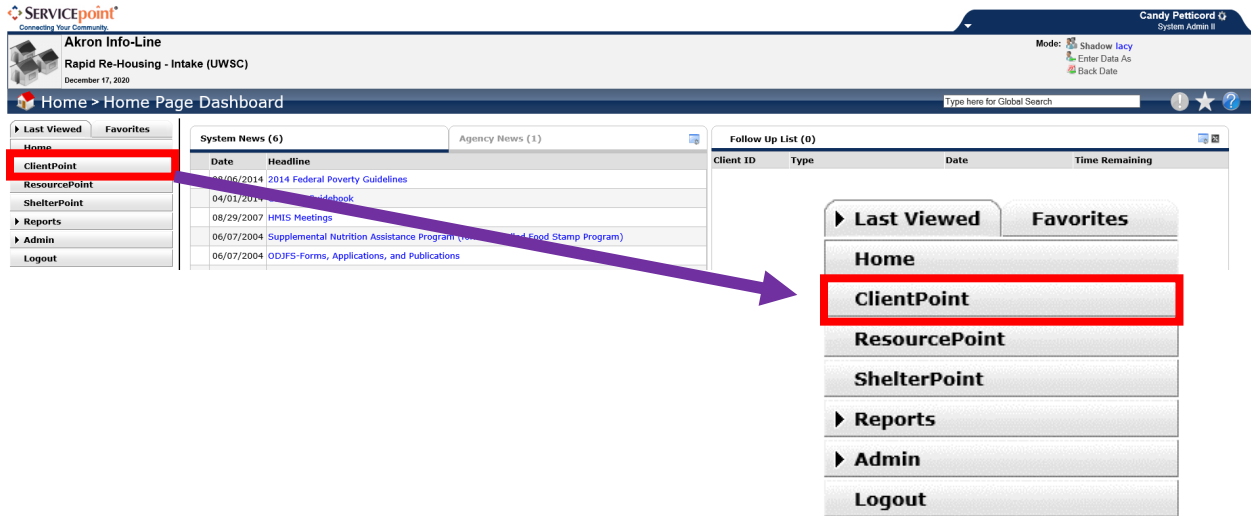 SERVICEpoint
Connecting Your Community.
Candy Petticord
System Admin II
Akron Info-Line
Rapid Re-Housing - Intake (UWSC)
December 17, 2020
Mode: Shadow lacy
Enter Data As
Back Date
Home > Home Page Dashboard
Type here for Global Search
Last Viewed Favorites
Home
ClientPoint
ResourcePoint
ShelterPoint
Reports
Admin
Logout
System News (6) Agency News (1)
Date Headline
08/06/2014 2014 Federal Poverty Guidelines
04/01/2014
08/29/2007 HMIS Meetings
06/07/2004 Supplemental Nutrition Assistance Program Food Stamp Program)
06/07/2004 ODJFS-Forms, Applications, and Publications
Follow Up List (0)
Client ID Type Date Time Remaining
Last Viewed Favorites
Home
ClientPoint
ResourcePoint
ShelterPoint
Reports
Admin
Logout